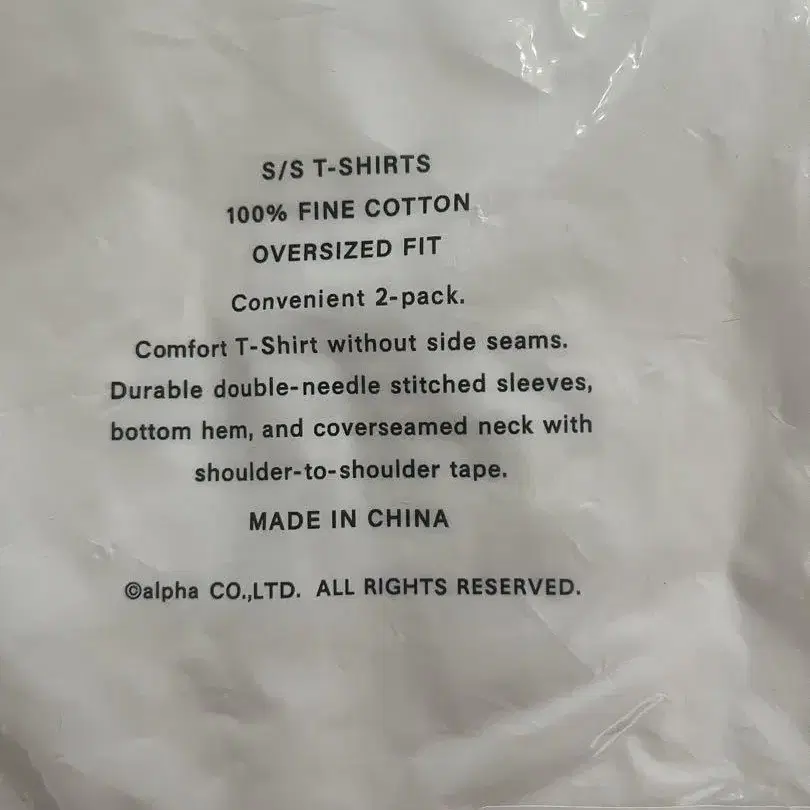 S/S T-SHIRTS
100% FINE COTTON
OVERSIZED FIT
Convenient 2-pack.
Comfort T-Shirt without side seams.
Durable double-needle stitched sleeves,
bottom hem, and coverseamed neck with
shoulder-to-shoulder tape.
MADE IN CHINA
©alpha CO.,LTD. ALL RIGHTS RESERVED.